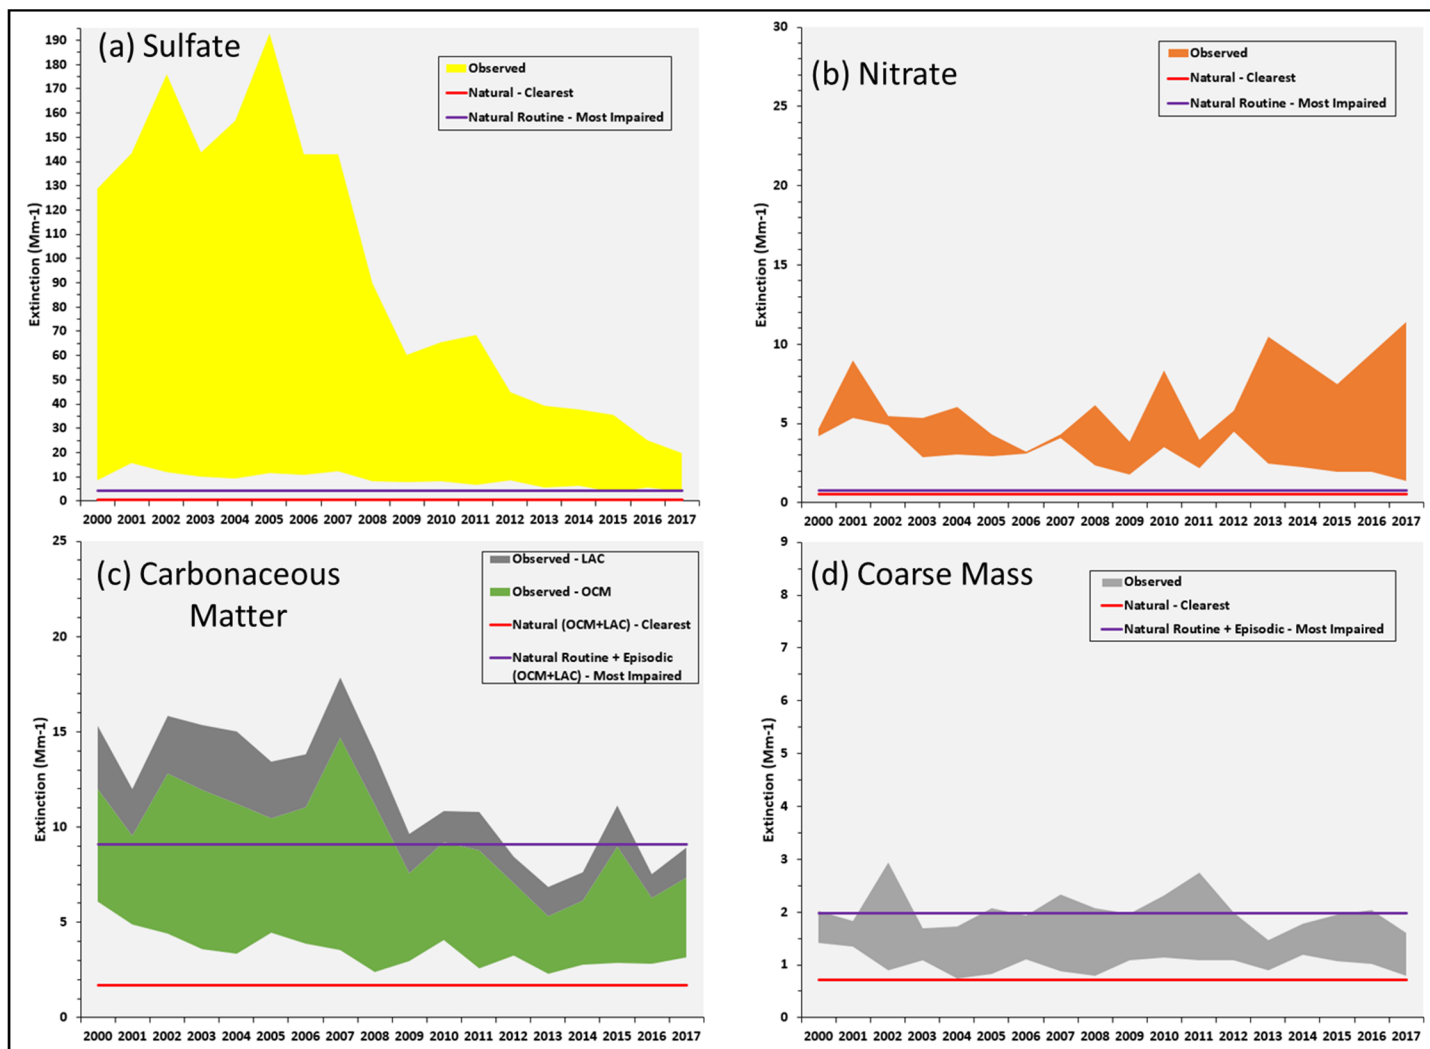 (a) Sulfate
Extinction (Mm-1)
190
180
170
160
150
140
130
120
110
100
90
80
70
60
50
40
30
20
10
0
Observed
Natural - Clearest
Natural Routine - Most Impaired
2000 2001 2002 2003 2004 2005 2006 2007 2008 2009 2010 2011 2012 2013 2014 2015 2016 2017
(b) Nitrate
Extinction (Mm-1)
30
25
20
15
10
5
0
Observed
Natural - Clearest
Natural Routine - Most Impaired
2000 2001 2002 2003 2004 2005 2006 2007 2008 2009 2010 2011 2012 2013 2014 2015 2016 2017
(c) Carbonaceous
Matter
Extinction (Mm-1)
25
20
15
10
5
0
Observed - LAC
Observed - OCM
Natural (OCM+LAC) - Clearest
Natural Routine + Episodic
(OCM+LAC) - Most Impaired
2000 2001 2002 2003 2004 2005 2006 2007 2008 2009 2010 2011 2012 2013 2014 2015 2016 2017
(d) Coarse Mass
Extinction (Mm-1)
9
8
7
6
5
4
3
2
1
0
Observed
Natural - Clearest
Natural Routine + Episodic - Most Impaired
2000 2001 2002 2003 2004 2005 2006 2007 2008 2009 2010 2011 2012 2013 2014 2015 2016 2017